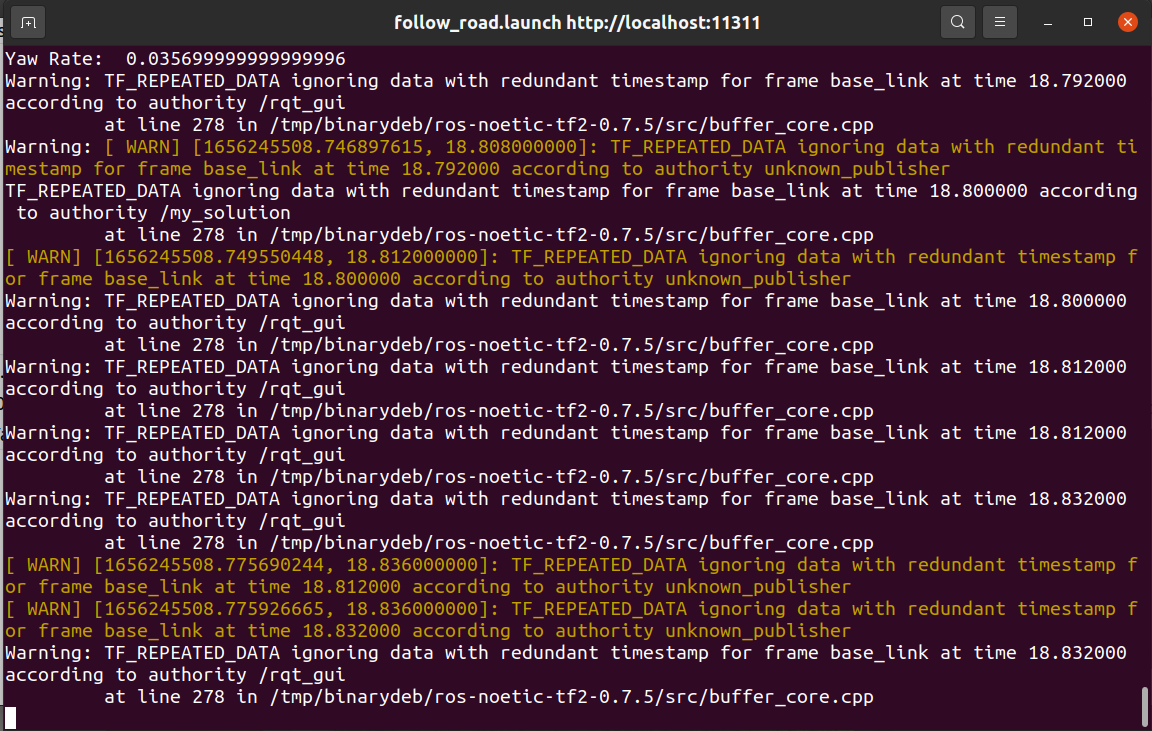 follow_road.launch http://localhost:11311
Yaw Rate:  0.035699999999999996
Warning: TF_REPEATED_DATA ignoring data with redundant timestamp for frame base_link at time 18.792000
according to authority /rqt_gui
         at line 278 in /tmp/binarydeb/ros-noetic-tf2-0.7.5/src/buffer_core.cpp
Warning: [ WARN] [1656245508.746897615, 18.808000000]: TF_REPEATED_DATA ignoring data with redundant ti
mestamp for frame base_link at time 18.792000 according to authority unknown_publisher
TF_REPEATED_DATA ignoring data with redundant timestamp for frame base_link at time 18.800000 according
 to authority /my_solution
         at line 278 in /tmp/binarydeb/ros-noetic-tf2-0.7.5/src/buffer_core.cpp
[ WARN] [1656245508.749550448, 18.812000000]: TF_REPEATED_DATA ignoring data with redundant timestamp f
or frame base_link at time 18.800000 according to authority unknown_publisher
Warning: TF_REPEATED_DATA ignoring data with redundant timestamp for frame base_link at time 18.800000
according to authority /rqt_gui
         at line 278 in /tmp/binarydeb/ros-noetic-tf2-0.7.5/src/buffer_core.cpp
Warning: TF_REPEATED_DATA ignoring data with redundant timestamp for frame base_link at time 18.812000
according to authority /rqt_gui
         at line 278 in /tmp/binarydeb/ros-noetic-tf2-0.7.5/src/buffer_core.cpp
Warning: TF_REPEATED_DATA ignoring data with redundant timestamp for frame base_link at time 18.812000
according to authority /rqt_gui
         at line 278 in /tmp/binarydeb/ros-noetic-tf2-0.7.5/src/buffer_core.cpp
Warning: TF_REPEATED_DATA ignoring data with redundant timestamp for frame base_link at time 18.832000
according to authority /rqt_gui
         at line 278 in /tmp/binarydeb/ros-noetic-tf2-0.7.5/src/buffer_core.cpp
[ WARN] [1656245508.775690244, 18.836000000]: TF_REPEATED_DATA ignoring data with redundant timestamp f
or frame base_link at time 18.812000 according to authority unknown_publisher
[ WARN] [1656245508.775926665, 18.836000000]: TF_REPEATED_DATA ignoring data with redundant timestamp f
or frame base_link at time 18.832000 according to authority unknown_publisher
Warning: TF_REPEATED_DATA ignoring data with redundant timestamp for frame base_link at time 18.832000
according to authority /rqt_gui
         at line 278 in /tmp/binarydeb/ros-noetic-tf2-0.7.5/src/buffer_core.cpp